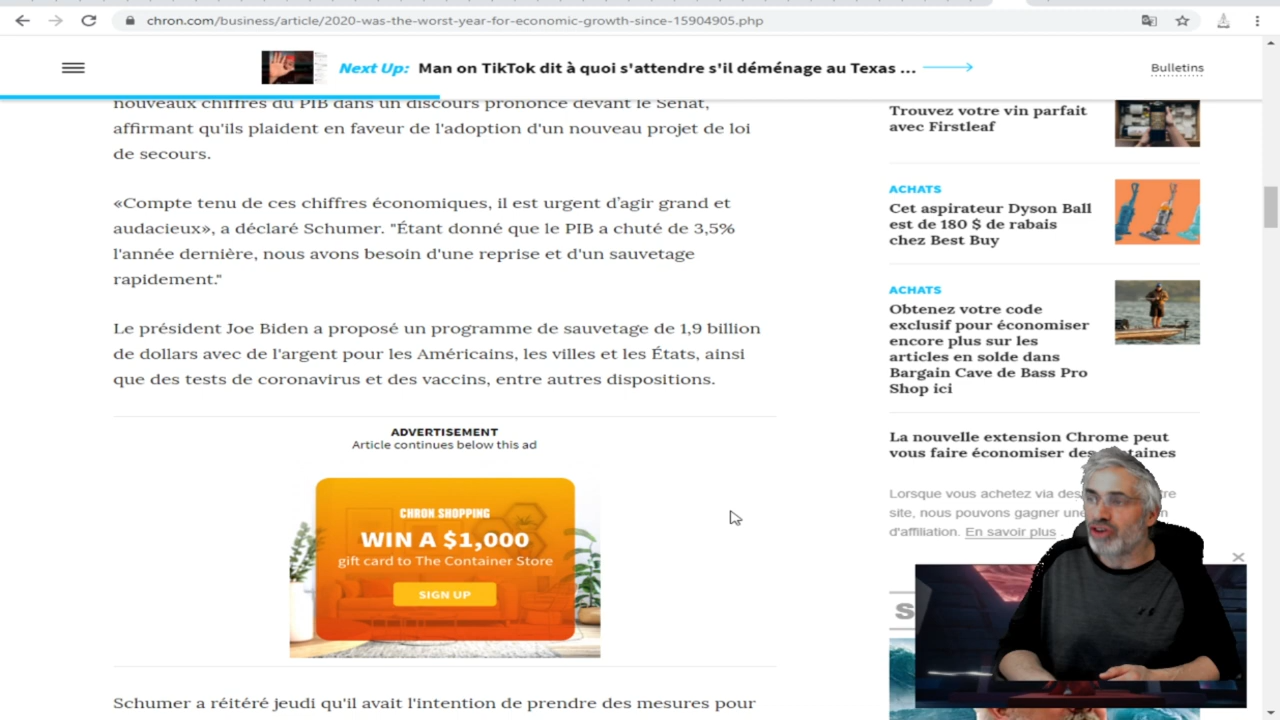 chron.com/business/article/2020-was-the-worst-year-for-economic-growth-since-15904905.php
Next Up: Man on TikTok dit à quoi s'attendre s'il déménage au Texas ...
Bulletins
nouveaux chiffres du PIB dans un discours prononcé devant le Sénat,
affirmant qu'ils plaident en faveur de l'adoption d'un nouveau projet de loi
de secours.
«Compte tenu de ces chiffres économiques, il est urgent d'agir grand et
audacieux», a déclaré Schumer. "Étant donné que le PIB a chuté de 3,5%
l'année dernière, nous avons besoin d'une reprise et d'un sauvetage
rapidement."
Le président Joe Biden a proposé un programme de sauvetage de 1,9 billion
de dollars avec de l'argent pour les Américains, les villes et les États, ainsi
que des tests de coronavirus et des vaccins, entre autres dispositions.
ADVERTISEMENT
Article continues below this ad
CHRON SHOPPING
WIN A $1,000
gift card to The Container Store
SIGN UP
Schumer a réitéré jeudi qu'il avait l'intention de prendre des mesures pour
Trouvez votre vin parfait
avec Firstleaf
ACHATS
Cet aspirateur Dyson Ball
est de 180 $ de rabais
chez Best Buy
ACHATS
Obtenez votre code
exclusif pour économiser
encore plus sur les
articles en solde dans
Bargain Cave de Bass Pro
Shop ici
La nouvelle extension Chrome peut
vous faire économiser des
Lorsque vous achetez via
site, nous pouvons gagner
d'affiliation. En savoir plus .
S